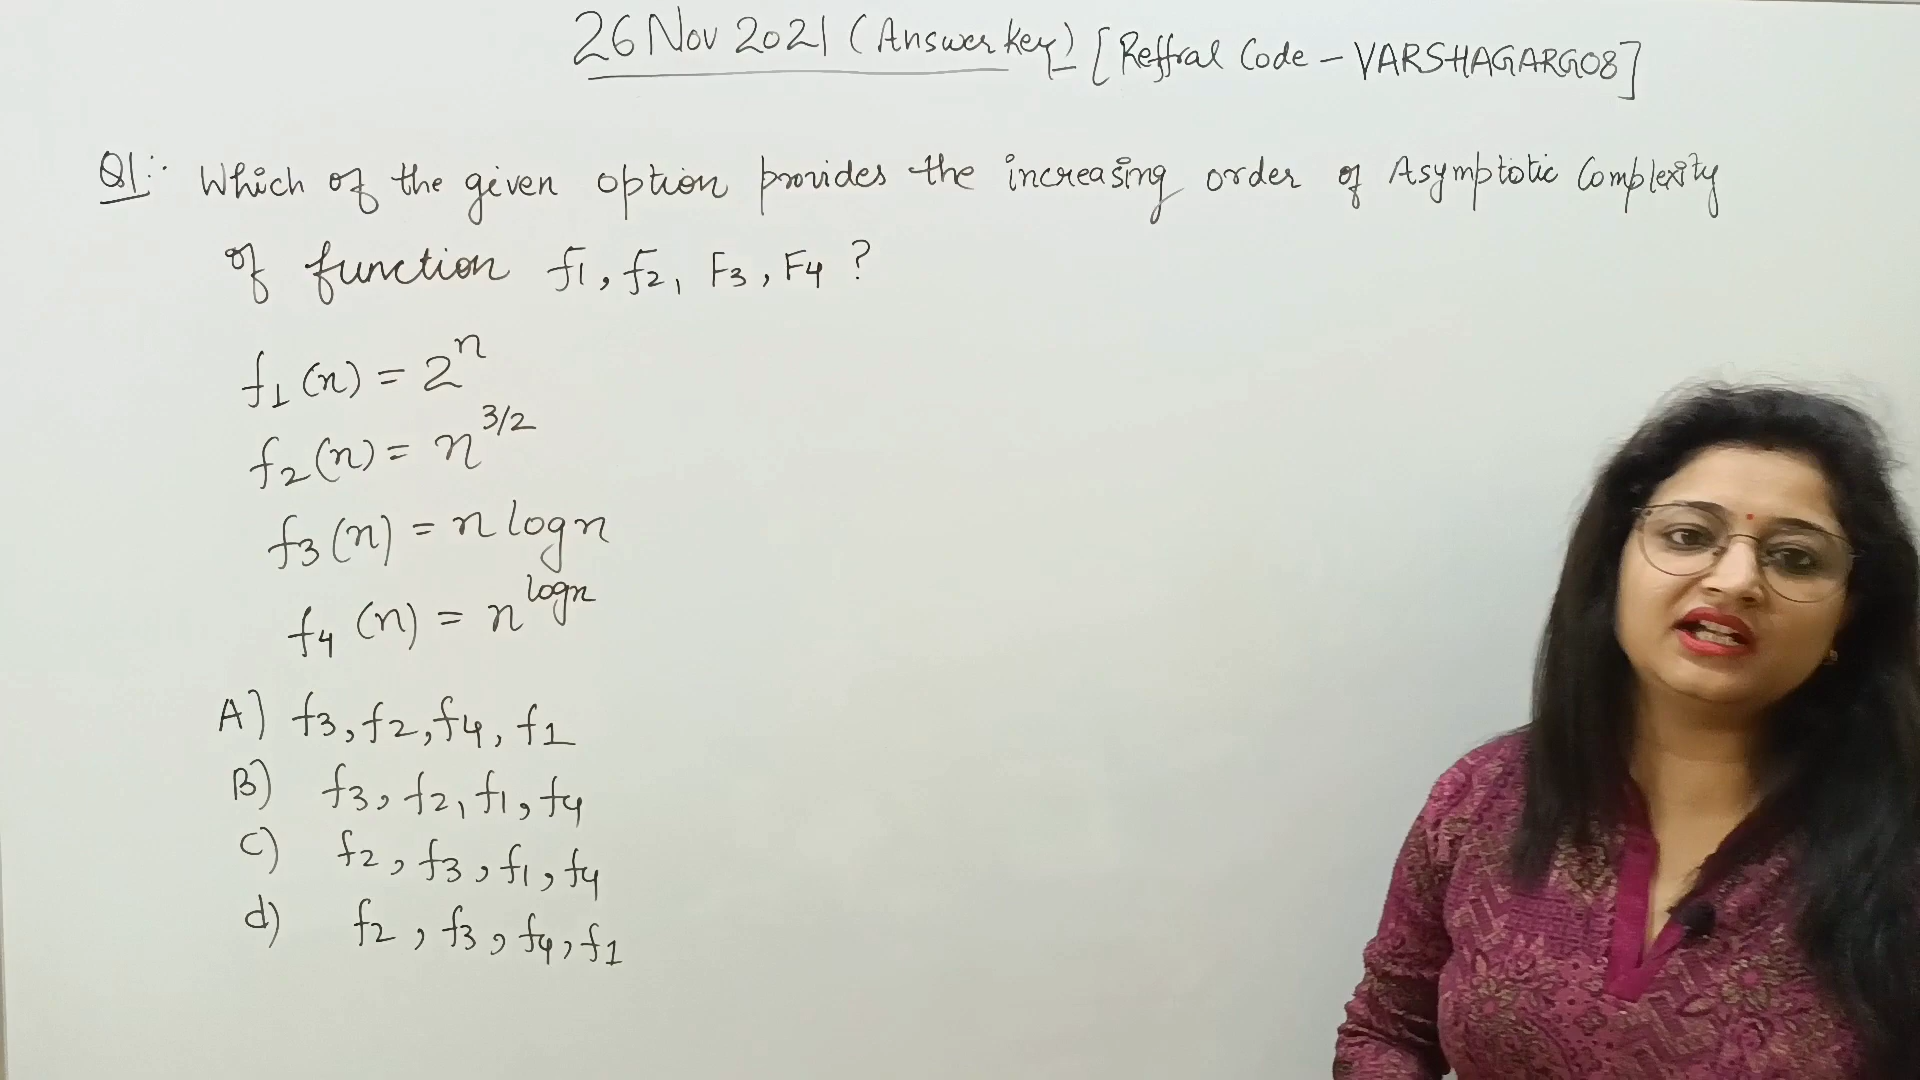 26 Nov 2021 (Answer key) [Reffral Code - VARSHAGARG08]
Q1:- Which of the given option provides the increasing order of Asymptotic Complexity
of function f1, f2, F3, F4 ?
f1(n) = 2^n
f2(n) = n^3/2
f3(n) = n logn
f4 (n) = n^logn
A) f3, f2, f4, f1
B) f3, f2, f1, f4
C) f2, f3, f1, f4
d) f2, f3, f4, f1